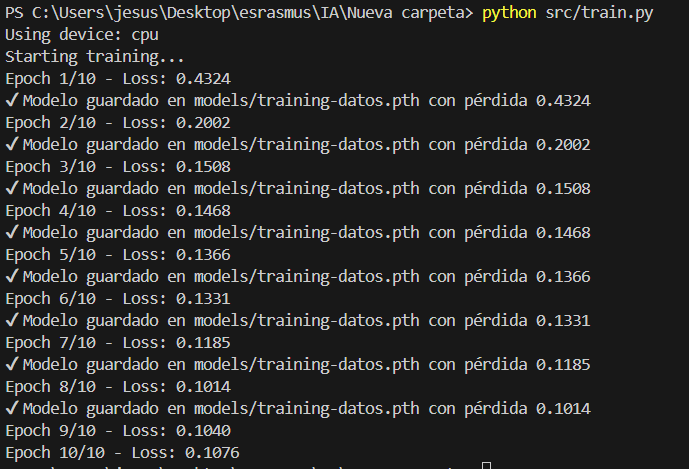 PS C:\Users\jesus\Desktop\esrasmus\IA\Nueva carpeta> python src/train.py
Using device: cpu
Starting training...
Epoch 1/10 - Loss: 0.4324
✔ Modelo guardado en models/training-datos.pth con pérdida 0.4324
Epoch 2/10 - Loss: 0.2002
✔ Modelo guardado en models/training-datos.pth con pérdida 0.2002
Epoch 3/10 - Loss: 0.1508
✔ Modelo guardado en models/training-datos.pth con pérdida 0.1508
Epoch 4/10 - Loss: 0.1468
✔ Modelo guardado en models/training-datos.pth con pérdida 0.1468
Epoch 5/10 - Loss: 0.1366
✔ Modelo guardado en models/training-datos.pth con pérdida 0.1366
Epoch 6/10 - Loss: 0.1331
✔ Modelo guardado en models/training-datos.pth con pérdida 0.1331
Epoch 7/10 - Loss: 0.1185
✔ Modelo guardado en models/training-datos.pth con pérdida 0.1185
Epoch 8/10 - Loss: 0.1014
✔ Modelo guardado en models/training-datos.pth con pérdida 0.1014
Epoch 9/10 - Loss: 0.1040
Epoch 10/10 - Loss: 0.1076